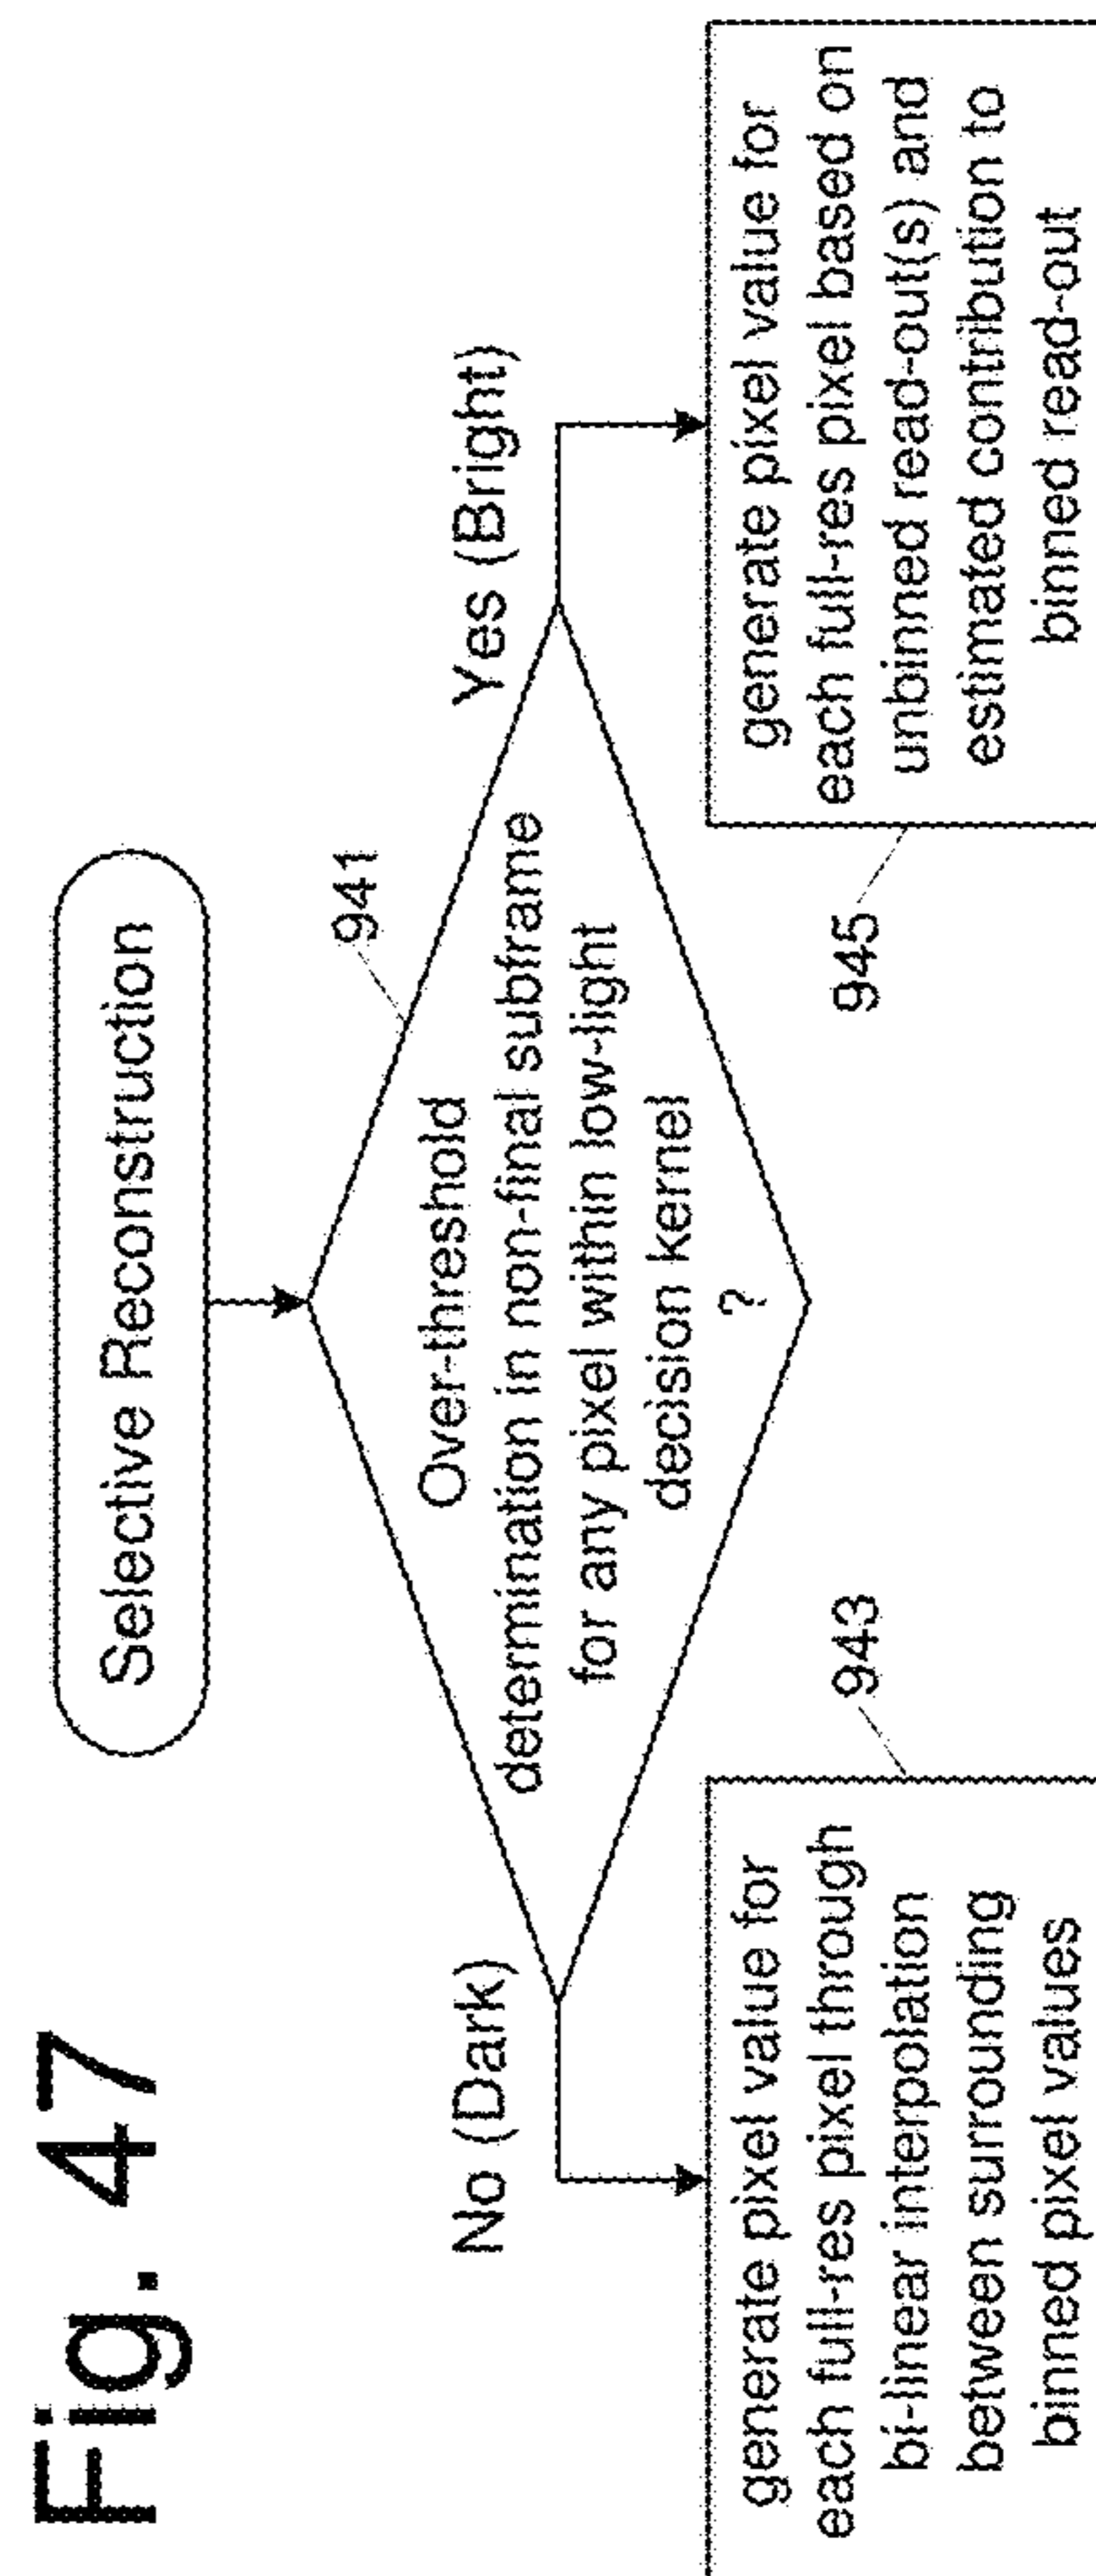 Fig. 47
Selective Reconstruction
941
Over-threshold
determination in non-final subframe
for any pixel within low-light
decision kernel
?
No (Dark)
Yes (Bright)
943
generate pixel value for
each full-res pixel through
bi-linear interpolation
between surrounding
binned pixel values
945
generate pixel value for
each full-res pixel based on
unbinned read-out(s) and
estimated contribution to
binned read-out